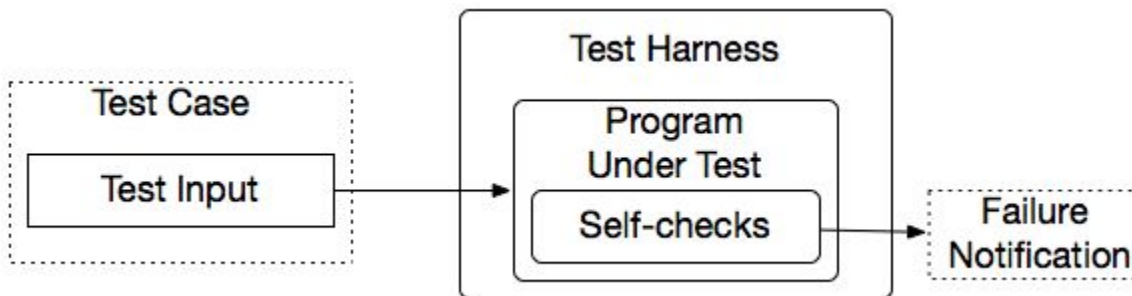 Test Harness
Test Case
Program
Under Test
Test Input
Self-checks
Failure
Notification